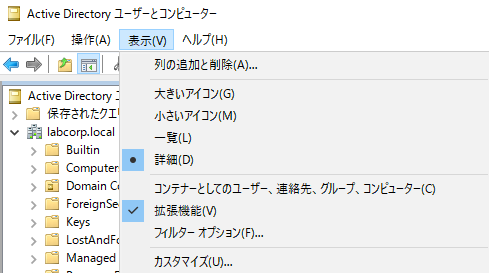 Active Directory ユーザーとコンピューター
ファイル(F) 操作(A) 表示(V) ヘルプ(H)
列の追加と削除(A)...
大きいアイコン(G)
小さいアイコン(M)
一覧(L)
詳細(D)
コンテナーとしてのユーザー、連絡先、グループ、コンピューター(C)
拡張機能(V)
フィルター オプション(F)...
カスタマイズ(U)...
Active Directory ユ
保存されたクエリ
labcorp.local
Builtin
Computer
Domain Co
ForeignSec
Keys
LostAndFo
Managed